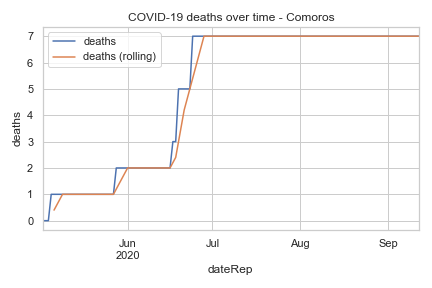 COVID-19 deaths over time - Comoros
deaths
deaths (rolling)
7
6
5
4
3
2
1
0
deaths
Jun
2020
Jul
Aug
Sep
dateRep